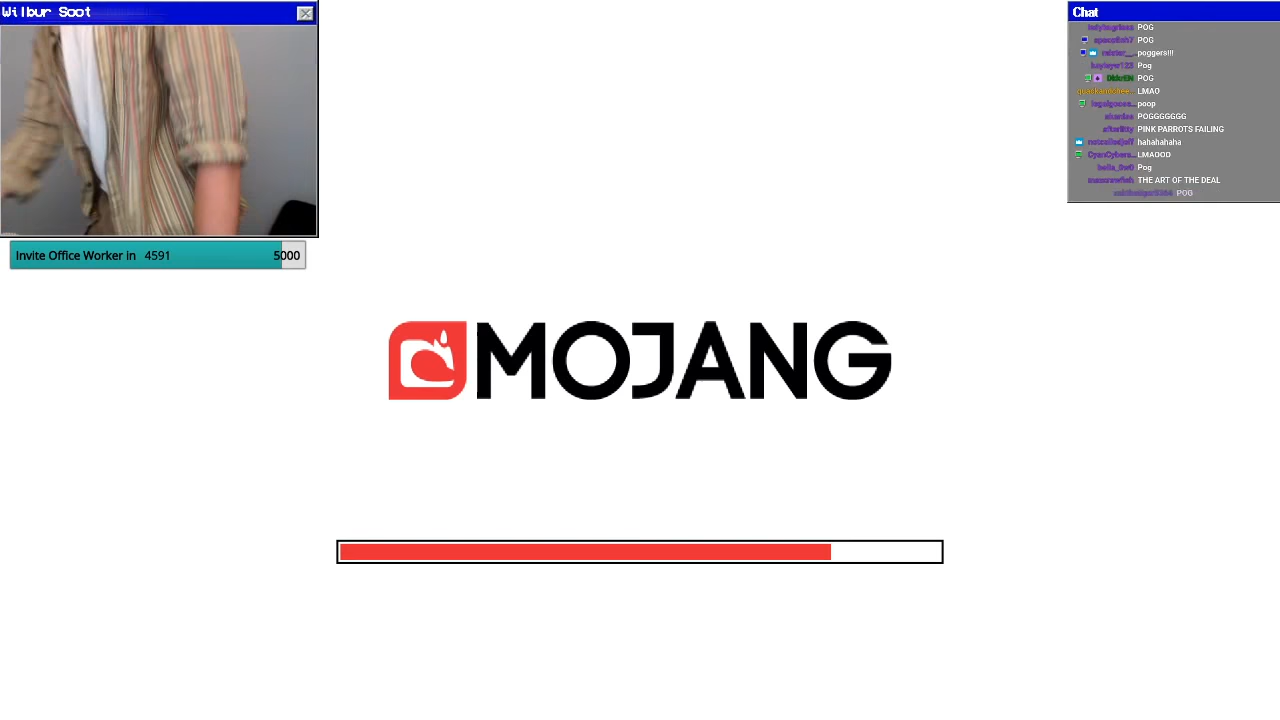 Wilbur Soot
Chat
POG
POG
poggers!!!
Pog
POG
LMAO
poop
POGGGGGGG
PINK PARROTS FAILING
hahahahaha
LMAOOO
Pog
THE ART OF THE DEAL
POG
Invite Office Worker in 4591 5000
MOJANG